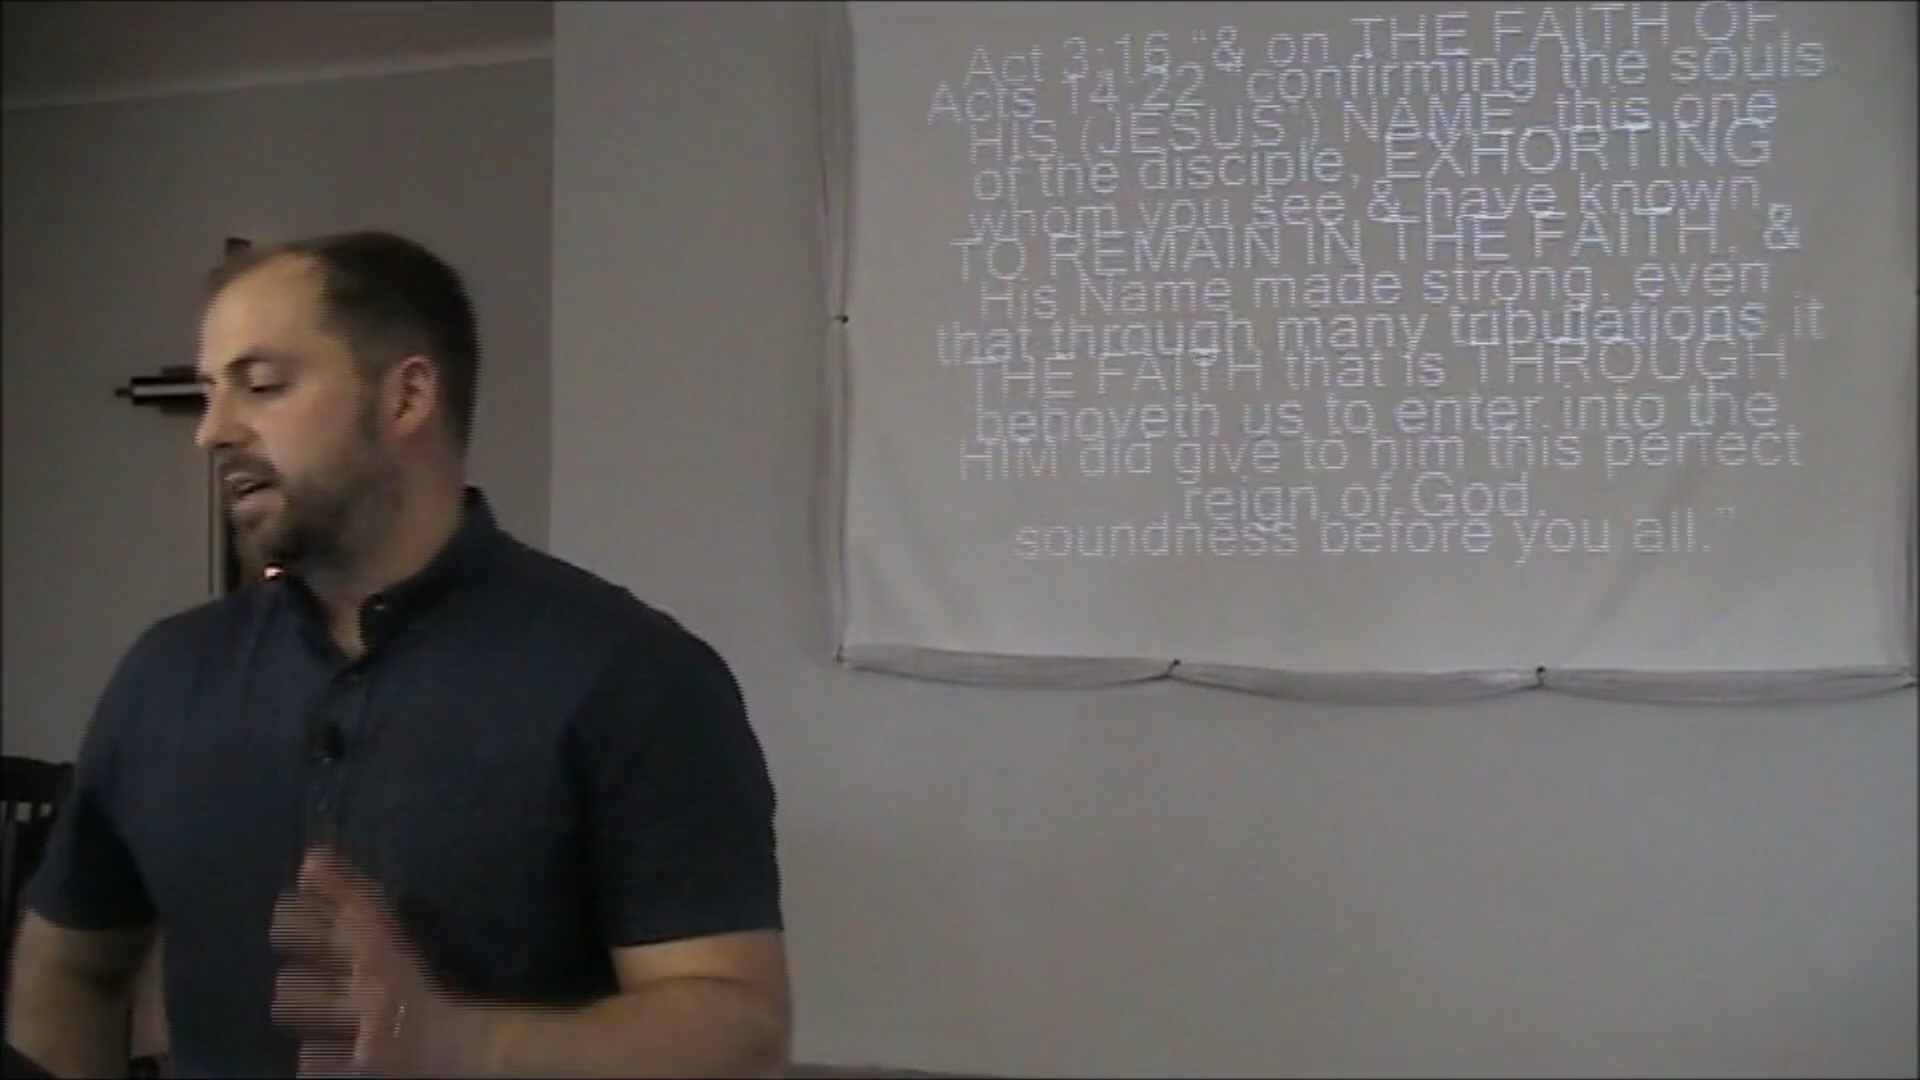 Act 3:16 “& on THE FAITH OF
HIS (JESUS’) NAME, this one
whom you see & have known,
His Name made strong, even
THE FAITH that is THROUGH
HIM did give to him this perfect
soundness before you all.”
Acts 14:22 “confirming the souls
of the disciple, EXHORTING
TO REMAIN IN THE FAITH, &
that through many tribulations it
behoveth us to enter into the
reign of God